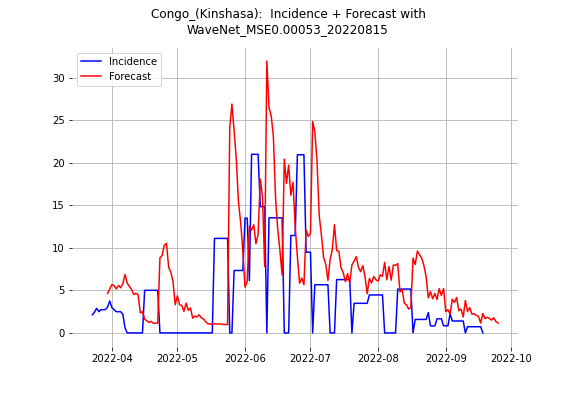 Congo_(Kinshasa):  Incidence + Forecast with
WaveNet_MSE0.00053_20220815
Incidence
Forecast
30
25
20
15
10
5
0
2022-04 2022-05 2022-06 2022-07 2022-08 2022-09 2022-10